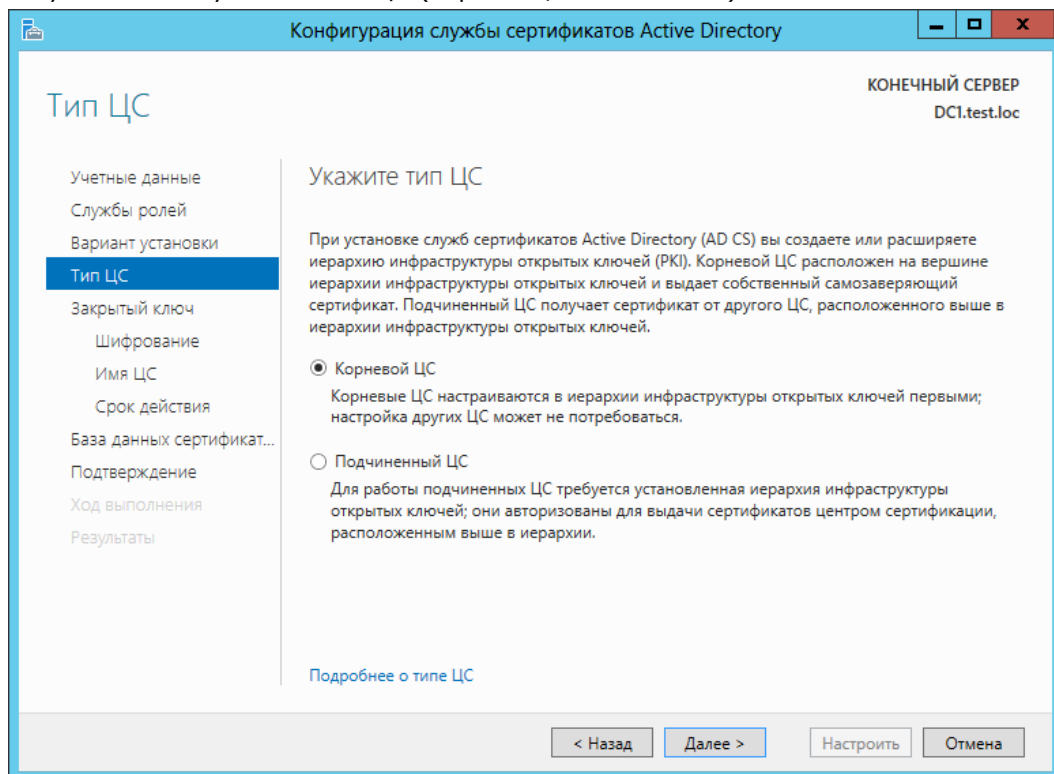 Конфигурация службы сертификатов Active Directory
Тип ЦС
КОНЕЧНЫЙ СЕРВЕР
DC1.test.loc
Учетные данные
Службы ролей
Вариант установки
Тип ЦС
Закрытый ключ
Шифрование
Имя ЦС
Срок действия
База данных сертификат...
Подтверждение
Ход выполнения
Результаты
Укажите тип ЦС
При установке служб сертификатов Active Directory (AD CS) вы создаете или расширяете
иерархию инфраструктуры открытых ключей (PKI). Корневой ЦС расположен на вершине
иерархии инфраструктуры открытых ключей и выдает собственный самозаверяющий
сертификат. Подчиненный ЦС получает сертификат от другого ЦС, расположенного выше в
иерархии инфраструктуры открытых ключей.
Корневой ЦС
Корневые ЦС настраиваются в иерархии инфраструктуры открытых ключей первыми;
настройка других ЦС может не потребоваться.
Подчиненный ЦС
Для работы подчиненных ЦС требуется установленная иерархия инфраструктуры
открытых ключей; они авторизованы для выдачи сертификатов центром сертификации,
расположенным выше в иерархии.
Подробнее о типе ЦС
< Назад
Далее >
Настроить
Отмена